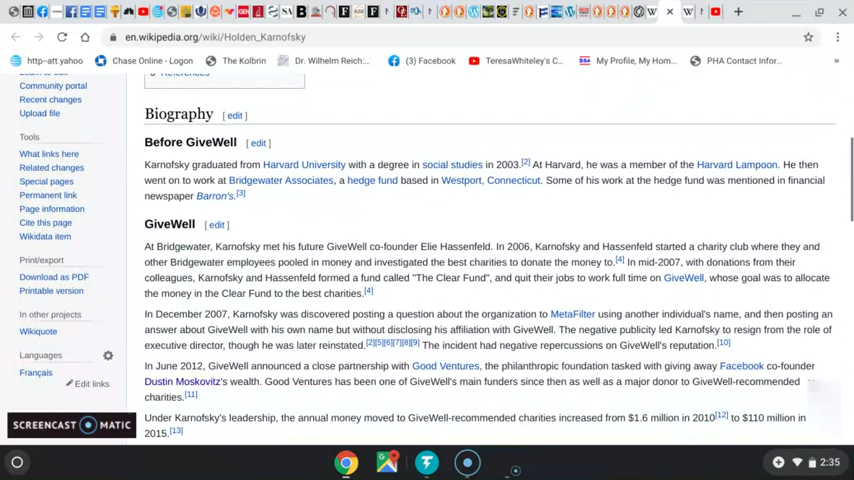 en.wikipedia.org/wiki/Holden_Karnofsky
http--att.yahoo Chase Online - Logon The Kolbrin Dr. Wilhelm Reich:... (3) Facebook TeresaWhiteley's C... My Profile, My Hom... PHA Contact Infor... »
Community portal
Recent changes
Upload file
Tools
What links here
Related changes
Special pages
Permanent link
Page information
Cite this page
Wikidata item
Print/export
Download as PDF
Printable version
In other projects
Wikiquote
Languages
Français
Edit links
References
Biography [ edit ]
Before GiveWell [ edit ]
Karnofsky graduated from Harvard University with a degree in social studies in 2003.[2] At Harvard, he was a member of the Harvard Lampoon. He then
went on to work at Bridgewater Associates, a hedge fund based in Westport, Connecticut. Some of his work at the hedge fund was mentioned in financial
newspaper Barron's.[3]
GiveWell [ edit ]
At Bridgewater, Karnofsky met his future GiveWell co-founder Elie Hassenfeld. In 2006, Karnofsky and Hassenfeld started a charity club where they and
other Bridgewater employees pooled in money and investigated the best charities to donate the money to.[4] In mid-2007, with donations from their
colleagues, Karnofsky and Hassenfeld formed a fund called "The Clear Fund", and quit their jobs to work full time on GiveWell, whose goal was to allocate
the money in the Clear Fund to the best charities.[4]
In December 2007, Karnofsky was discovered posting a question about the organization to MetaFilter using another individual's name, and then posting an
answer about GiveWell with his own name but without disclosing his affiliation with GiveWell. The negative publicity led Karnofsky to resign from the role of
executive director, though he was later reinstated.[2][5][6][7][8][9] The incident had negative repercussions on GiveWell's reputation.[10]
In June 2012, GiveWell announced a close partnership with Good Ventures, the philanthropic foundation tasked with giving away Facebook co-founder
Dustin Moskovitz's wealth. Good Ventures has been one of GiveWell's main funders since then as well as a major donor to GiveWell-recommended
charities.[11]
Under Karnofsky's leadership, the annual money moved to GiveWell-recommended charities increased from $1.6 million in 2010[12] to $110 million in
2015.[13]
SCREENCAST MATIC
2:35